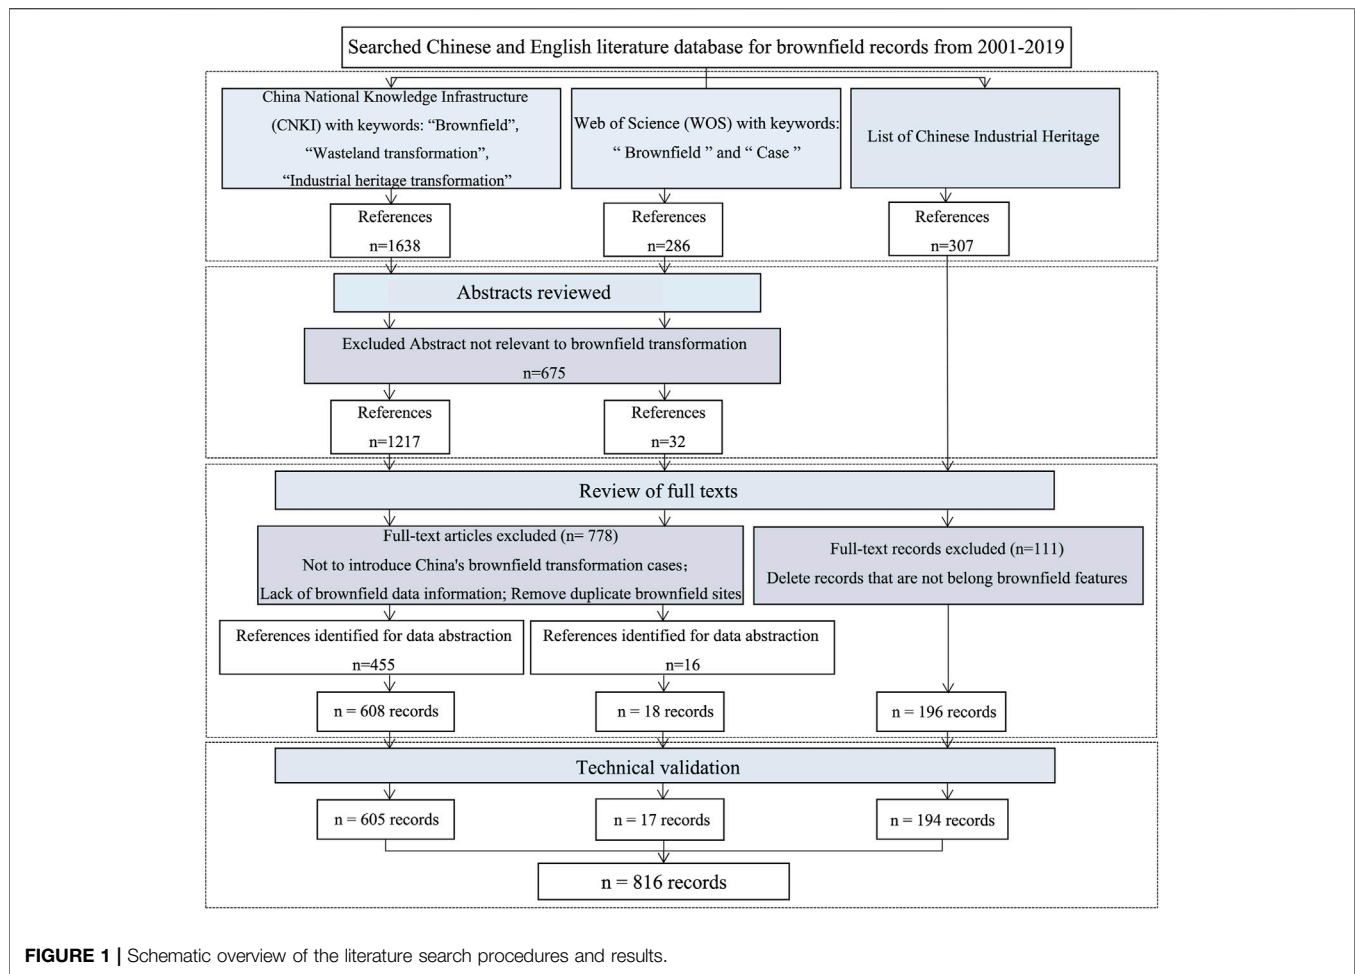 Searched Chinese and English literature database for brownfield records from 2001-2019
China National Knowledge Infrastructure
(CNKI) with keywords: “Brownfield”,
“Wasteland transformation”,
“Industrial heritage transformation”
Web of Science (WOS) with keywords:
“ Brownfield ” and “ Case ”
List of Chinese Industrial Heritage
References
n=1638
References
n=286
References
n=307
Abstracts reviewed
Excluded Abstract not relevant to brownfield transformation
n=675
References
n=1217
References
n=32
Review of full texts
Full-text articles excluded (n= 778)
Not to introduce China's brownfield transformation cases;
Lack of brownfield data information; Remove duplicate brownfield sites
Full-text records excluded (n=111)
Delete records that are not belong brownfield features
References identified for data abstraction
n=455
References identified for data abstraction
n=16
n = 608 records
n = 18 records
n = 196 records
Technical validation
n = 605 records
n = 17 records
n = 194 records
n = 816 records
FIGURE 1 | Schematic overview of the literature search procedures and results.